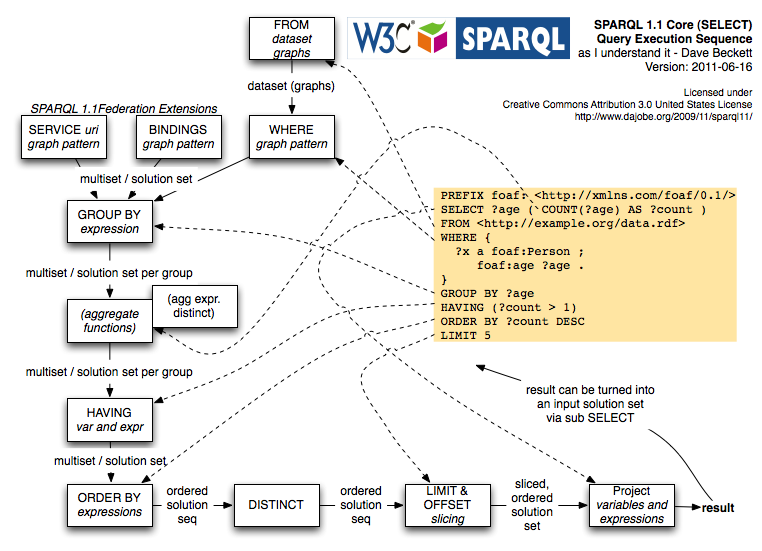 FROM
dataset
graphs
W3C
SPARQL
SPARQL 1.1 Core (SELECT)
Query Execution Sequence
as I understand it - Dave Beckett
Version: 2011-06-16
Licensed under
Creative Commons Attribution 3.0 United States License
http://www.dajobe.org/2009/11/sparql11/
dataset (graphs)
SPARQL 1.1Federation Extensions
SERVICE uri
graph pattern
BINDINGS
graph pattern
WHERE
graph pattern
multiset / solution set
GROUP BY
expression
multiset / solution set per group
(aggregate
functions)
(agg expr.
distinct)
multiset / solution set per group
HAVING
var and expr
multiset / solution set
PREFIX foaf: <http://xmlns.com/foaf/0.1/>
SELECT ?age ( COUNT(?age) AS ?count )
FROM <http://example.org/data.rdf>
WHERE {
?x a foaf:Person ;
foaf:age ?age .
}
GROUP BY ?age
HAVING (?count > 1)
ORDER BY ?count DESC
LIMIT 5
result can be turned into
an input solution set
via sub SELECT
ORDER BY
expressions
ordered
solution
seq
DISTINCT
ordered
solution
seq
LIMIT &
OFFSET
slicing
sliced,
ordered
solution
set
Project
variables and
expressions
result